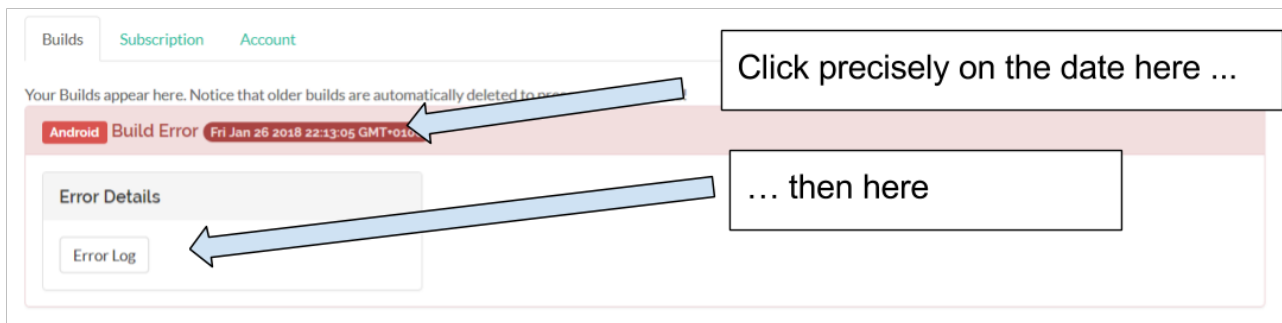 Builds Subscription Account
Click precisely on the date here ...
Your Builds appear here. Notice that older builds are automatically deleted to
Android Build Error Fri Jan 26 2018 22:13:05 GMT+010
… then here
Error Details
Error Log